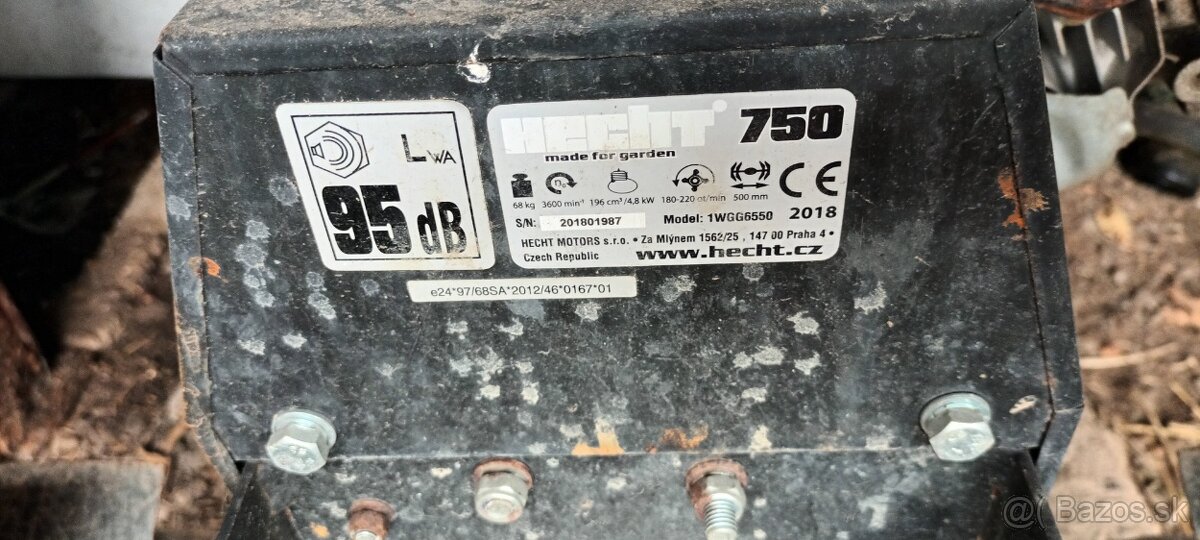 LWA
95 dB
HECHT® 750
made for garden
68 kg 3600 min⁻¹ 196 cm³/4,8 kW 180-220 ot/min 500 mm CE
S/N: 201801987 Model: 1WGG6550 2018
HECHT MOTORS s.r.o. • Za Mlýnem 1562/25, 147 00 Praha 4 •
Czech Republic www.hecht.cz
e24*97/68SA*2012/46*0167*01
@ Bazos.sk